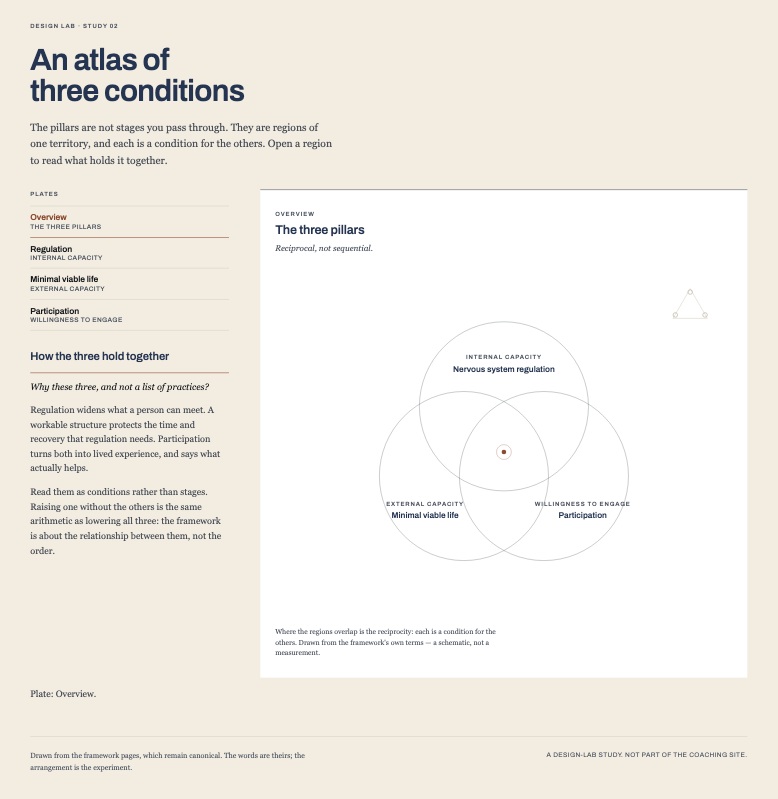 DESIGN LAB · STUDY 02
An atlas of
three conditions
The pillars are not stages you pass through. They are regions of
one territory, and each is a condition for the others. Open a region
to read what holds it together.
PLATES
Overview
THE THREE PILLARS
Regulation
INTERNAL CAPACITY
Minimal viable life
EXTERNAL CAPACITY
Participation
WILLINGNESS TO ENGAGE
How the three hold together
Why these three, and not a list of practices?
Regulation widens what a person can meet. A
workable structure protects the time and
recovery that regulation needs. Participation
turns both into lived experience, and says what
actually helps.
Read them as conditions rather than stages.
Raising one without the others is the same
arithmetic as lowering all three: the framework
is about the relationship between them, not the
order.
OVERVIEW
The three pillars
Reciprocal, not sequential.
INTERNAL CAPACITY
Nervous system regulation
EXTERNAL CAPACITY
Minimal viable life
WILLINGNESS TO ENGAGE
Participation
Where the regions overlap is the reciprocity: each is a condition for the
others. Drawn from the framework's own terms — a schematic, not a
measurement.
Plate: Overview.
Drawn from the framework pages, which remain canonical. The words are theirs; the
arrangement is the experiment.
A DESIGN-LAB STUDY. NOT PART OF THE COACHING SITE.